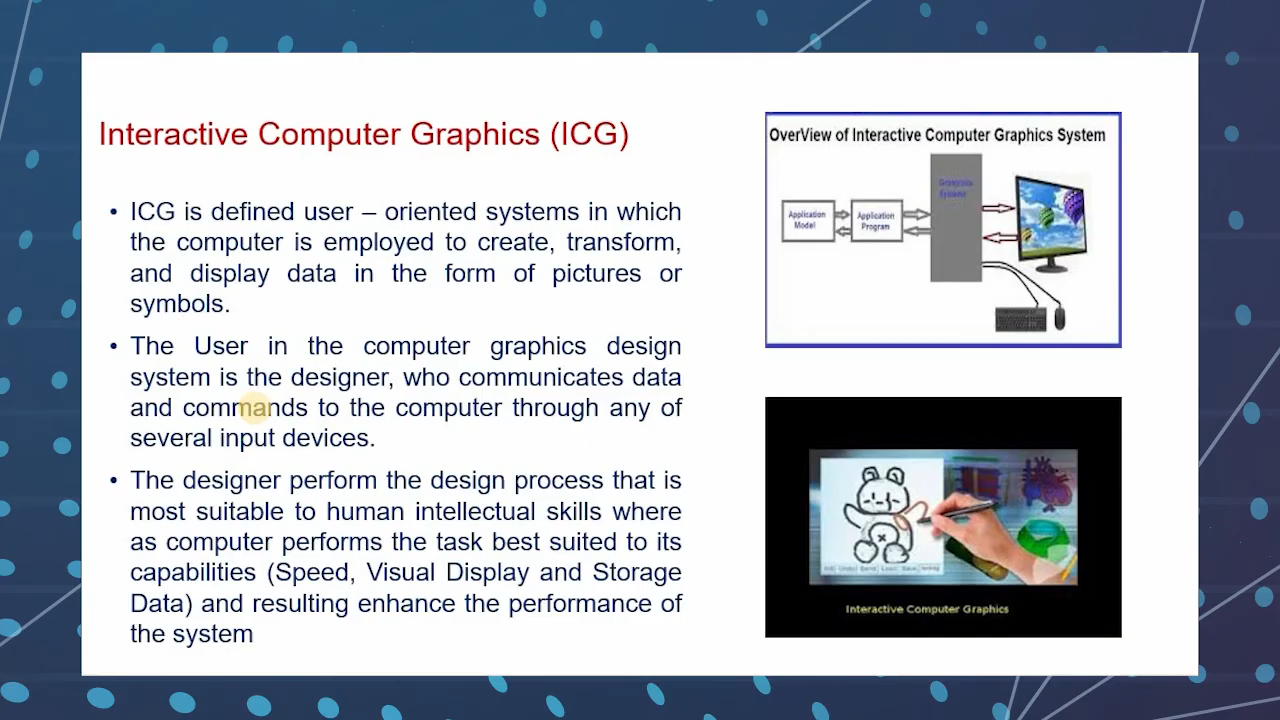 Interactive Computer Graphics (ICG)
• ICG is defined user – oriented systems in which
the computer is employed to create, transform,
and display data in the form of pictures or
symbols.
• The User in the computer graphics design
system is the designer, who communicates data
and commands to the computer through any of
several input devices.
• The designer perform the design process that is
most suitable to human intellectual skills where
as computer performs the task best suited to its
capabilities (Speed, Visual Display and Storage
Data) and resulting enhance the performance of
the system
OverView of Interactive Computer Graphics System
Application
Model
Application
Program
Interactive Computer Graphics